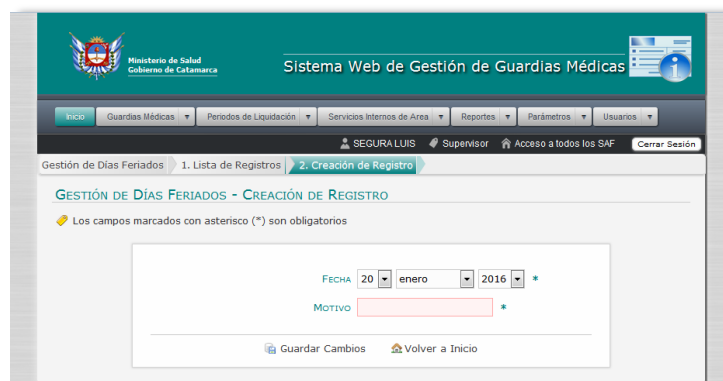 Ministerio de Salud
Gobierno de Catamarca
Sistema Web de Gestión de Guardias Médicas
Inicio Guardias Médicas Periodos de Liquidación Servicios Internos de Area Reportes Parámetros Usuarios
SEGURA LUIS Supervisor Acceso a todos los SAF Cerrar Sesión
Gestión de Días Feriados 1. Lista de Registros 2. Creación de Registro
Gestión de Días Feriados - Creación de Registro
Los campos marcados con asterisco (*) son obligatorios
Fecha 20 enero 2016 *
Motivo *
Guardar Cambios Volver a Inicio